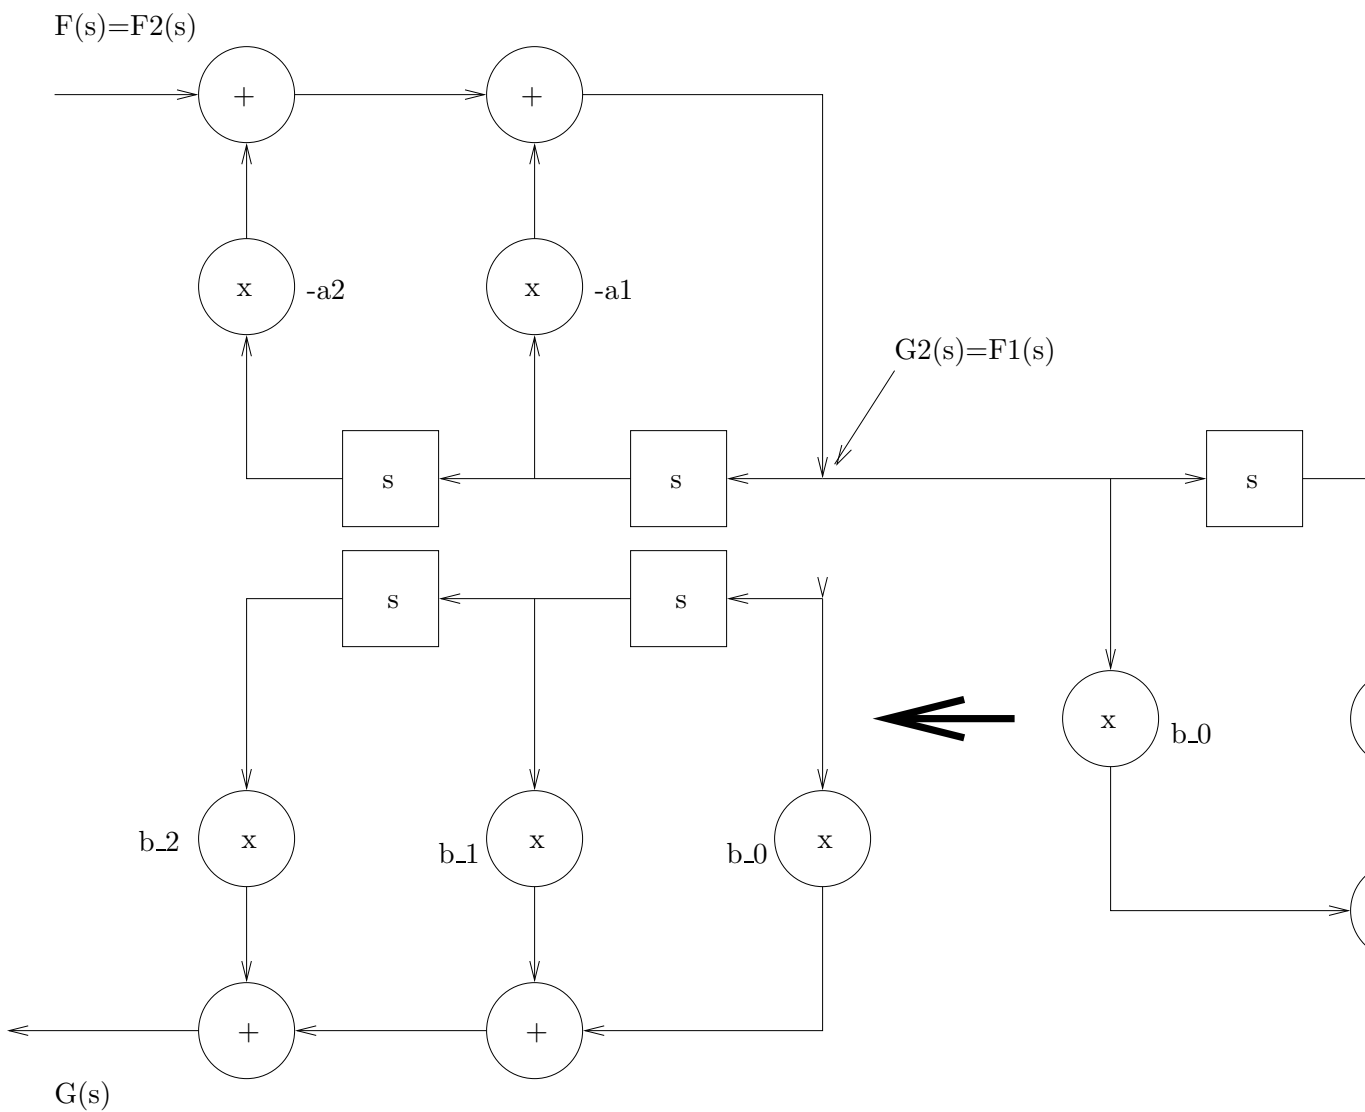 F(s)=F2(s)
+ +
x -a2 x -a1
G2(s)=F1(s)
s s s
s s
x b_0
b_2 x b_1 x b_0 x
+ +
G(s)